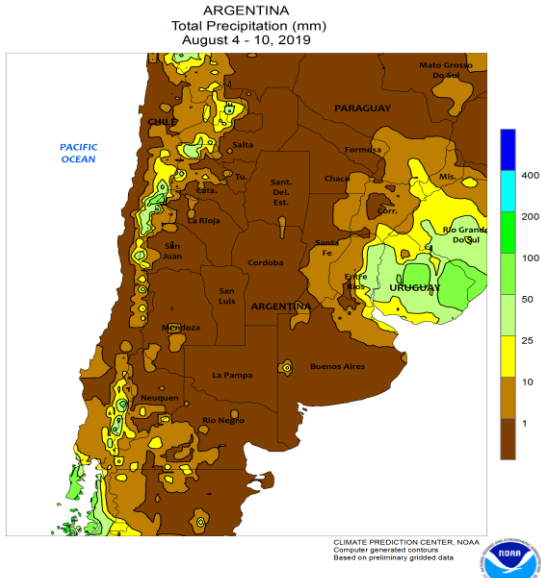 ARGENTINA
Total Precipitation (mm)
August 4 - 10, 2019
Mato Grosso
Do Sul
PARAGUAY
CHILE
PACIFIC
OCEAN
Salta
Formosa
Tu.
Chaco
Mis.
Sant.
Del.
Est.
Cata.
Corr.
La Rioja
Rio Grande
Do Sul
San
Juan
Santa
Fe
Cordoba
Entre
Rios
URUGUAY
San
Luis
ARGENTINA
Mendoza
La Pampa
Buenos Aires
Neuquen
Rio Negro
400
200
100
50
25
10
1
CLIMATE PREDICTION CENTER, NOAA
Computer generated contours
Based on preliminary gridded data
NOAA